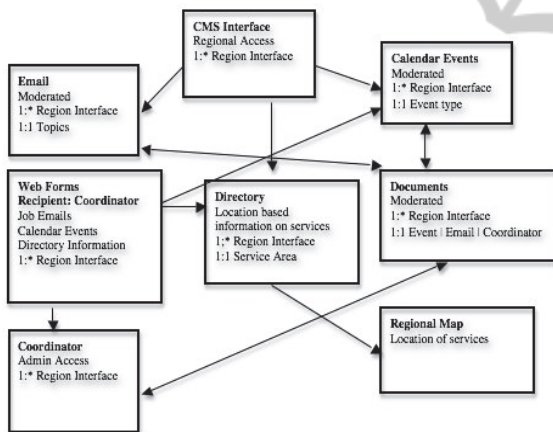 CMS Interface
Regional Access
1:* Region Interface
Email
Moderated
1:* Region Interface
1:1 Topics
Calendar Events
Moderated
1:* Region Interface
1:1 Event type
Web Forms
Recipient: Coordinator
Job Emails
Calendar Events
Directory Information
1:* Region Interface
Directory
Location based
information on services
1;* Region Interface
1:1 Service Area
Documents
Moderated
1:* Region Interface
1:1 Event | Email | Coordinator
Coordinator
Admin Access
1:* Region Interface
Regional Map
Location of services